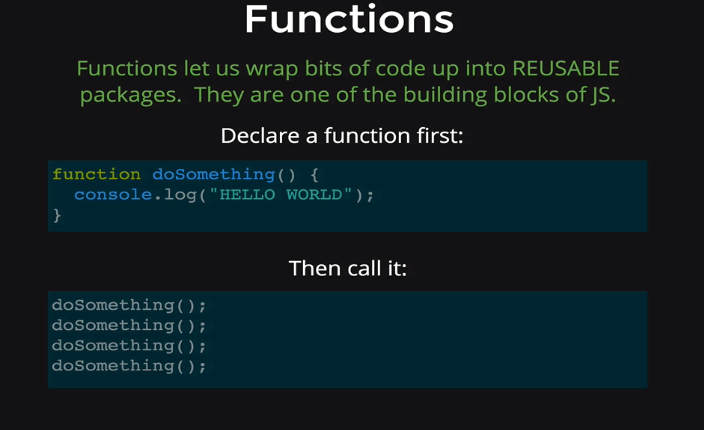 Functions
Functions let us wrap bits of code up into REUSABLE
packages.  They are one of the building blocks of JS.
Declare a function first:
function doSomething() {
  console.log("HELLO WORLD");
}
Then call it:
doSomething();
doSomething();
doSomething();
doSomething();